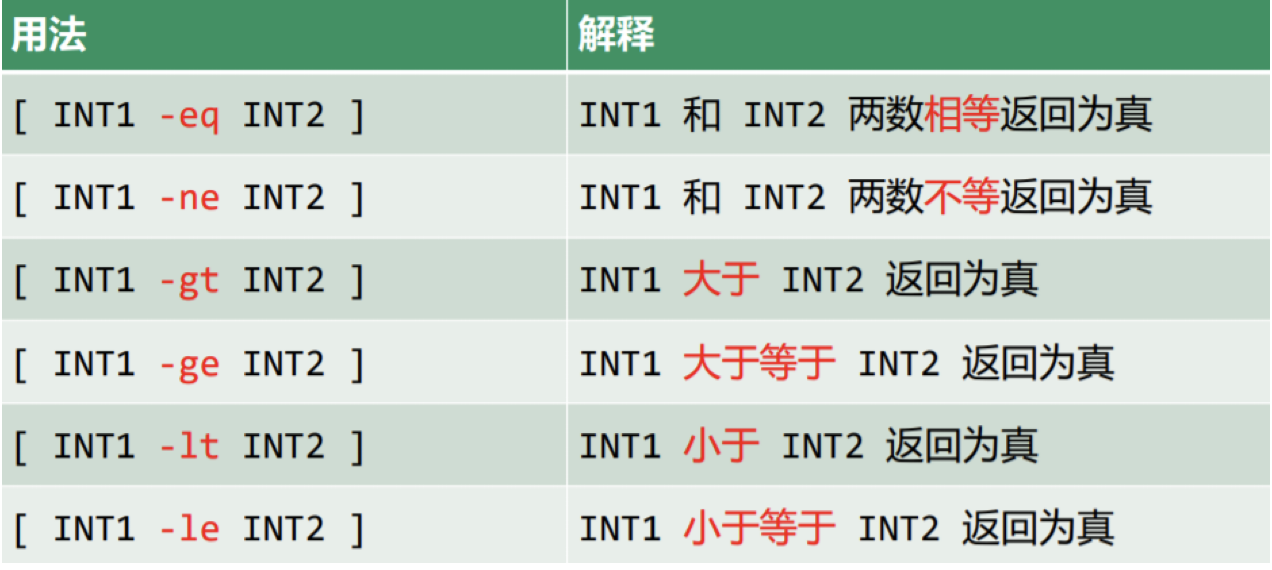 用法 解释
[ INT1 -eq INT2 ] INT1 和 INT2 两数相等返回为真
[ INT1 -ne INT2 ] INT1 和 INT2 两数不等返回为真
[ INT1 -gt INT2 ] INT1 大于 INT2 返回为真
[ INT1 -ge INT2 ] INT1 大于等于 INT2 返回为真
[ INT1 -lt INT2 ] INT1 小于 INT2 返回为真
[ INT1 -le INT2 ] INT1 小于等于 INT2 返回为真